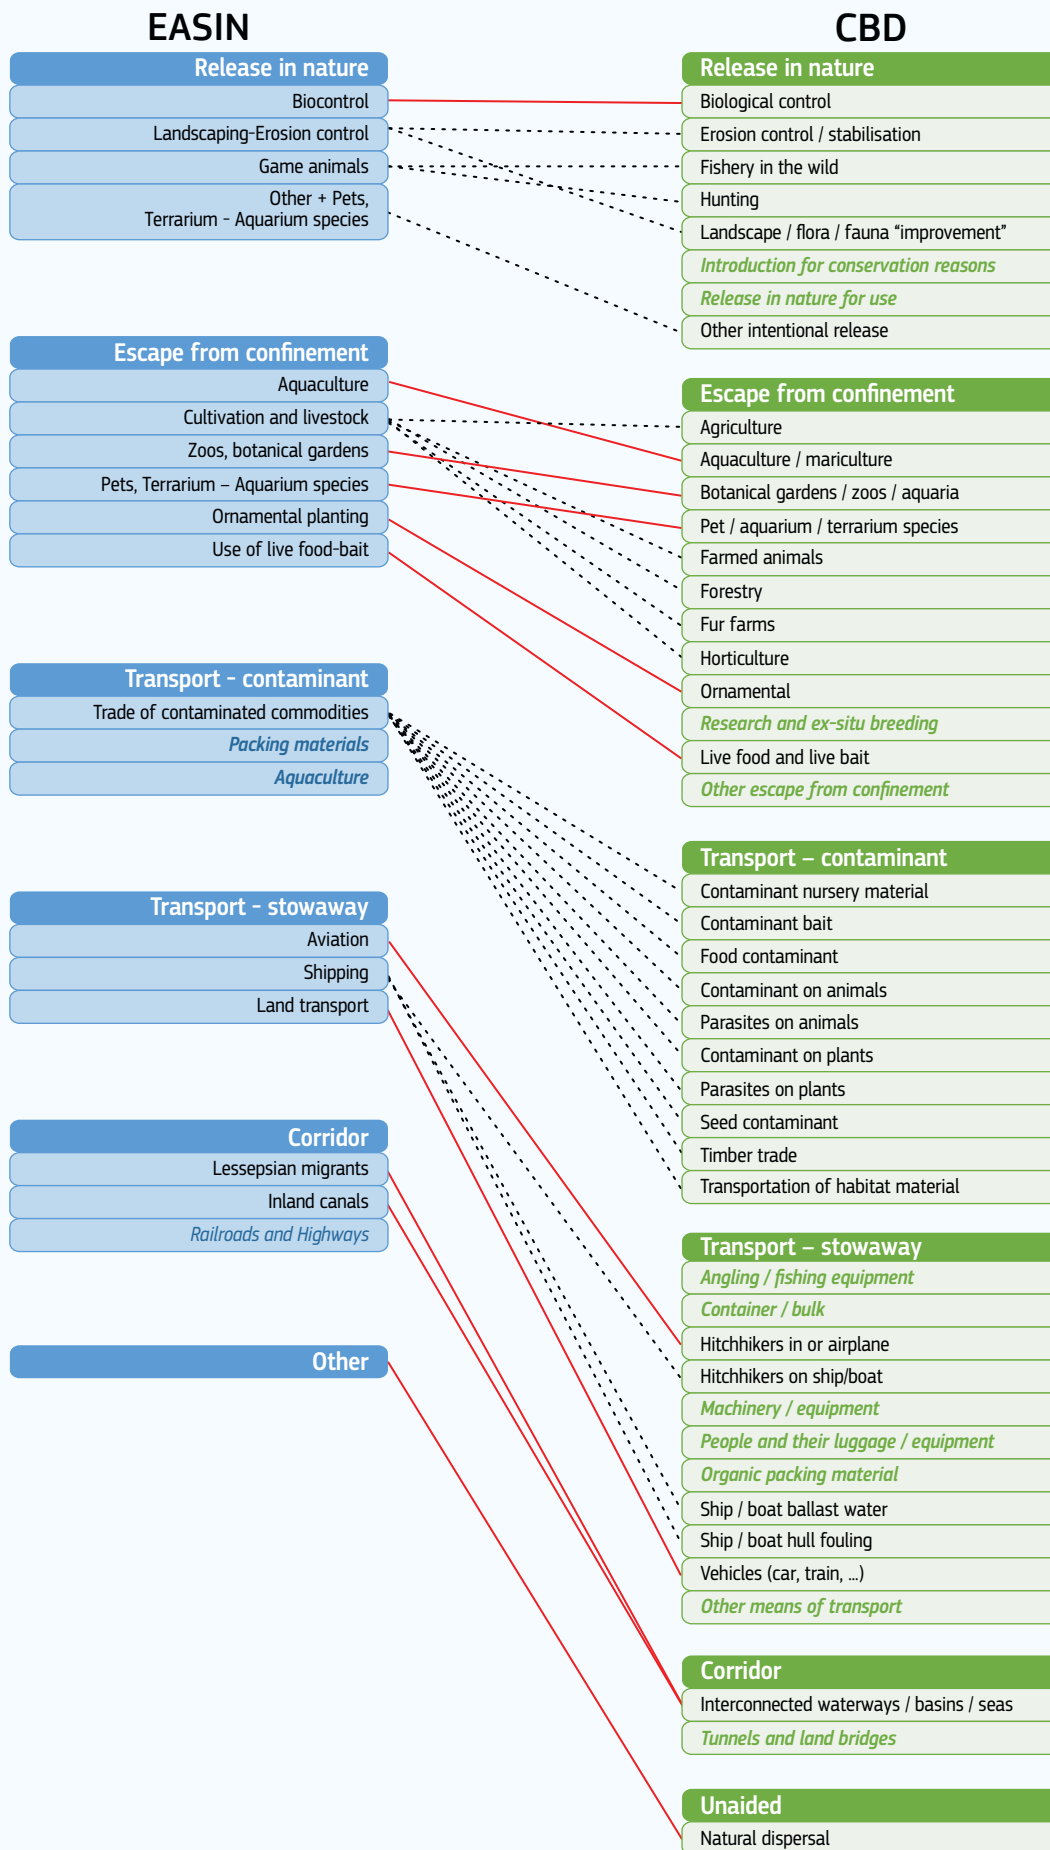 EASIN
Release in nature
Biocontrol
Landscaping-Erosion control
Game animals
Other + Pets,
Terrarium - Aquarium species
Escape from confinement
Aquaculture
Cultivation and livestock
Zoos, botanical gardens
Pets, Terrarium – Aquarium species
Ornamental planting
Use of live food-bait
Transport - contaminant
Trade of contaminated commodities
Packing materials
Aquaculture
Transport - stowaway
Aviation
Shipping
Land transport
Corridor
Lessepsian migrants
Inland canals
Railroads and Highways
Other
CBD
Release in nature
Biological control
Erosion control / stabilisation
Fishery in the wild
Hunting
Landscape / flora / fauna “improvement”
Introduction for conservation reasons
Release in nature for use
Other intentional release
Escape from confinement
Agriculture
Aquaculture / mariculture
Botanical gardens / zoos / aquaria
Pet / aquarium / terrarium species
Farmed animals
Forestry
Fur farms
Horticulture
Ornamental
Research and ex-situ breeding
Live food and live bait
Other escape from confinement
Transport – contaminant
Contaminant nursery material
Contaminant bait
Food contaminant
Contaminant on animals
Parasites on animals
Contaminant on plants
Parasites on plants
Seed contaminant
Timber trade
Transportation of habitat material
Transport – stowaway
Angling / fishing equipment
Container / bulk
Hitchhikers in or airplane
Hitchhikers on ship/boat
Machinery / equipment
People and their luggage / equipment
Organic packing material
Ship / boat ballast water
Ship / boat hull fouling
Vehicles (car, train, ...)
Other means of transport
Corridor
Interconnected waterways / basins / seas
Tunnels and land bridges
Unaided
Natural dispersal